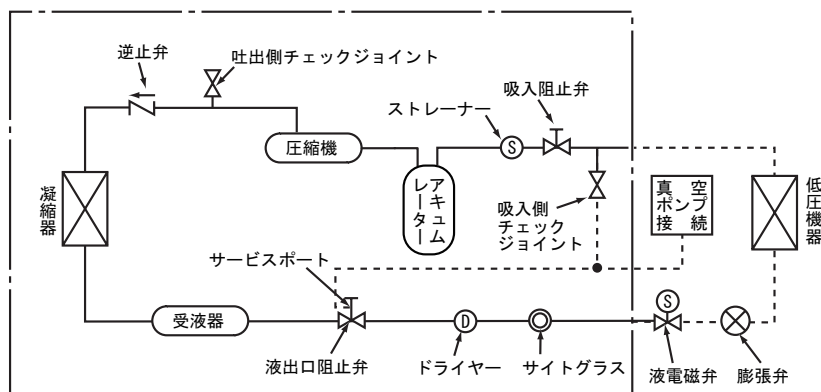 逆止弁
吐出側チェックジョイント
ストレーナー
吸入阻止弁
圧縮機
S
アキュム
レーター
真空
ポンプ
接続
低圧機器
凝縮器
吸入側
チェック
ジョイント
サービスポート
受液器
D
S
液出口阻止弁
ドライヤー
サイトグラス
液電磁弁
膨張弁